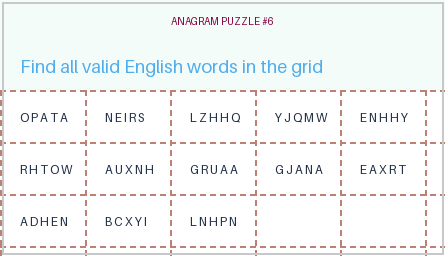 ANAGRAM PUZZLE #6
Find all valid English words in the grid
OPATA NEIRS LZHHQ YJQMW ENHHY
RHTOW AUXNH GRUAA GJANA EAXRT
ADHEN BCXYI LNHPN